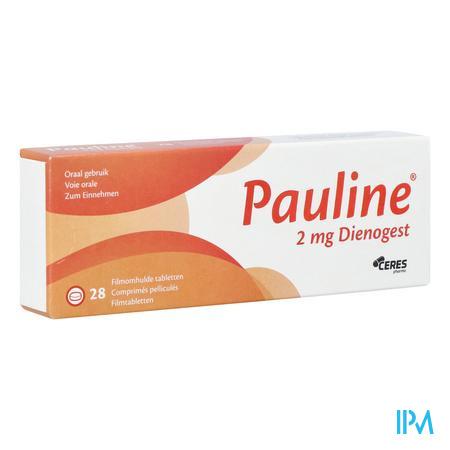 Oraal gebruik
Voie orale
Zum Einnehmen
Pauline®
2 mg Dienogest
CERES
pharma
28
Filmomhulde tabletten
Comprimés pelliculés
Filmtabletten
IPM